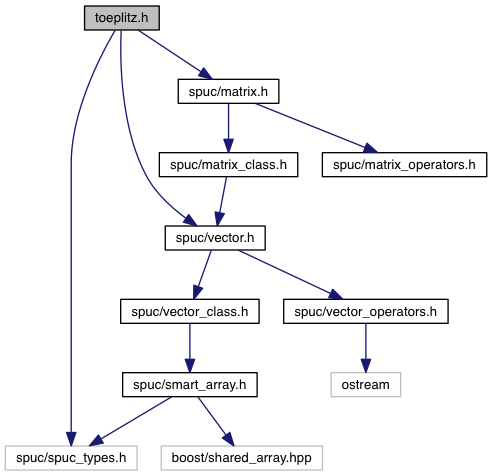 toeplitz.h
spuc/matrix.h
spuc/matrix_class.h
spuc/matrix_operators.h
spuc/vector.h
spuc/vector_class.h
spuc/vector_operators.h
spuc/smart_array.h
ostream
spuc/spuc_types.h
boost/shared_array.hpp